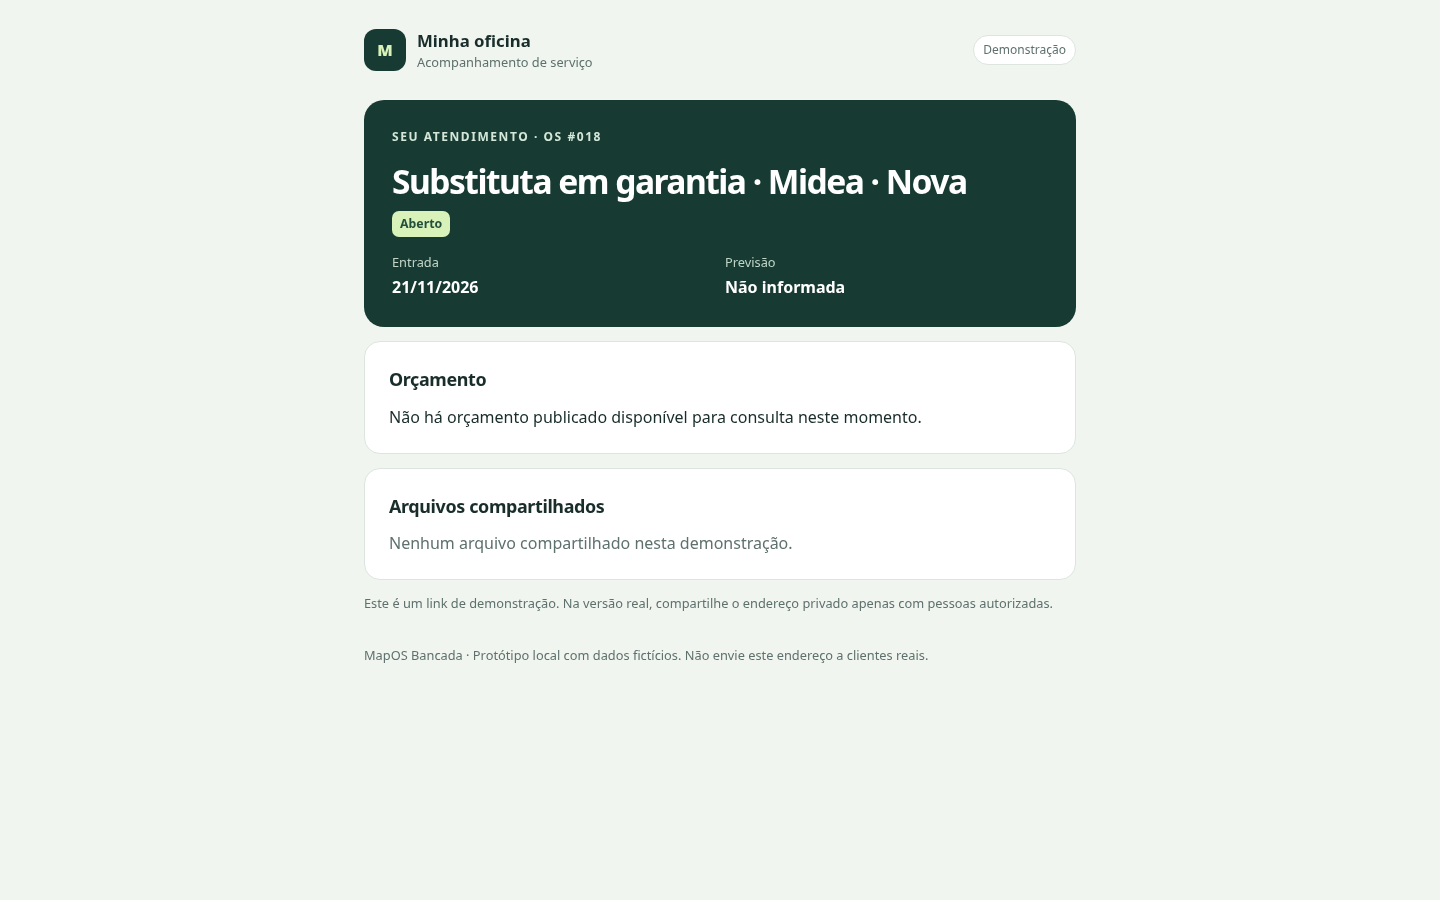 M
Minha oficina
Acompanhamento de serviço
Demonstração
SEU ATENDIMENTO · OS #018
Substituta em garantia · Midea · Nova
Aberto
Entrada
21/11/2026
Previsão
Não informada
Orçamento
Não há orçamento publicado disponível para consulta neste momento.
Arquivos compartilhados
Nenhum arquivo compartilhado nesta demonstração.
Este é um link de demonstração. Na versão real, compartilhe o endereço privado apenas com pessoas autorizadas.
MapOS Bancada · Protótipo local com dados fictícios. Não envie este endereço a clientes reais.